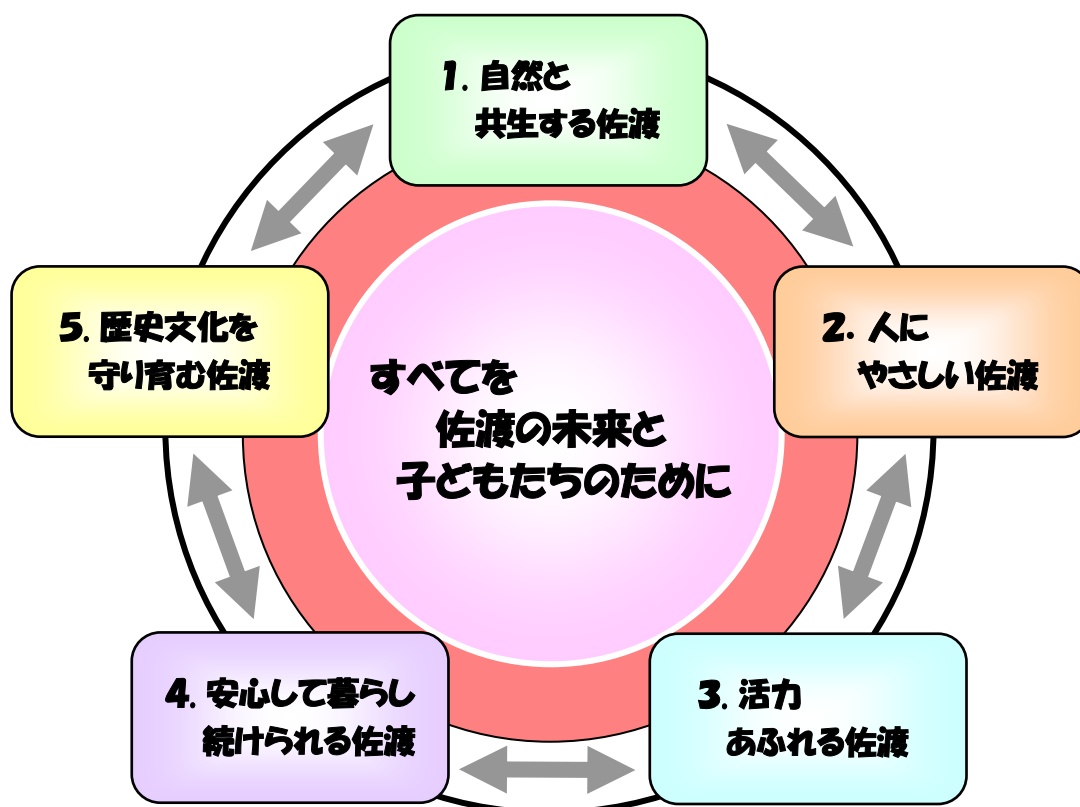 1. 自然と
共生する佐渡
2. 人に
やさしい佐渡
3. 活力
あふれる佐渡
4. 安心して暮らし
続けられる佐渡
5. 歴史文化を
守り育む佐渡
すべてを
佐渡の未来と
子どもたちのために